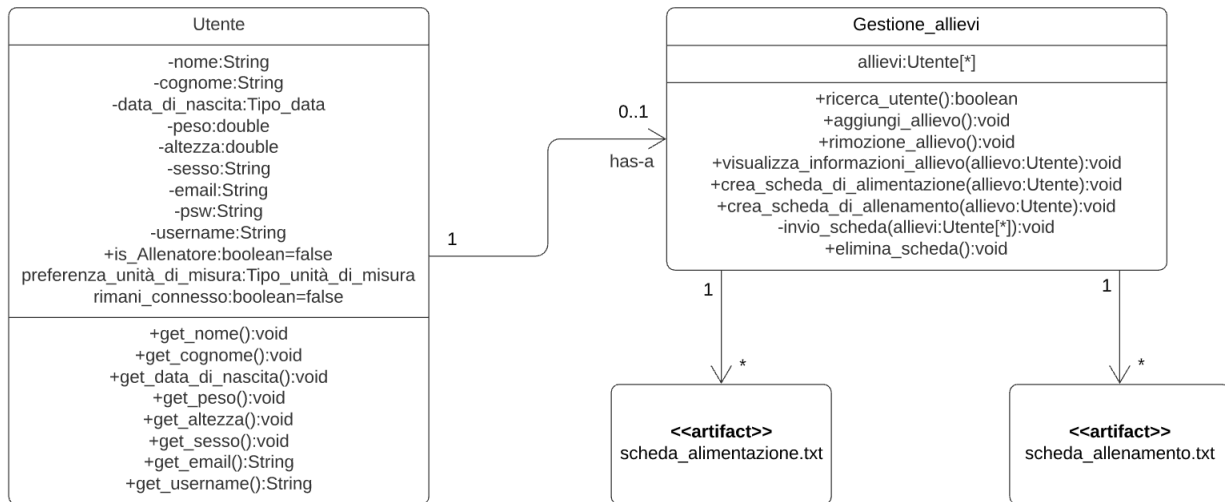 Utente
-nome:String
-cognome:String
-data_di_nascita:Tipo_data
-peso:double
-altezza:double
-sesso:String
-email:String
-psw:String
-username:String
+is_Allenatore:boolean=false
preferenza_unità_di_misura:Tipo_unità_di_misura
rimani_connesso:boolean=false
+get_nome():void
+get_cognome():void
+get_data_di_nascita():void
+get_peso():void
+get_altezza():void
+get_sesso():void
+get_email():String
+get_username():String
1
0..1
has-a
Gestione_allievi
allievi:Utente[*]
+ricerca_utente():boolean
+aggiungi_allievo():void
+rimozione_allievo():void
+visualizza_informazioni_allievo(allievo:Utente):void
+crea_scheda_di_alimentazione(allievo:Utente):void
+crea_scheda_di_allenamento(allievo:Utente):void
-invio_scheda(allievi:Utente[*]):void
+elimina_scheda():void
1
*
<<artifact>>
scheda_alimentazione.txt
1
*
<<artifact>>
scheda_allenamento.txt